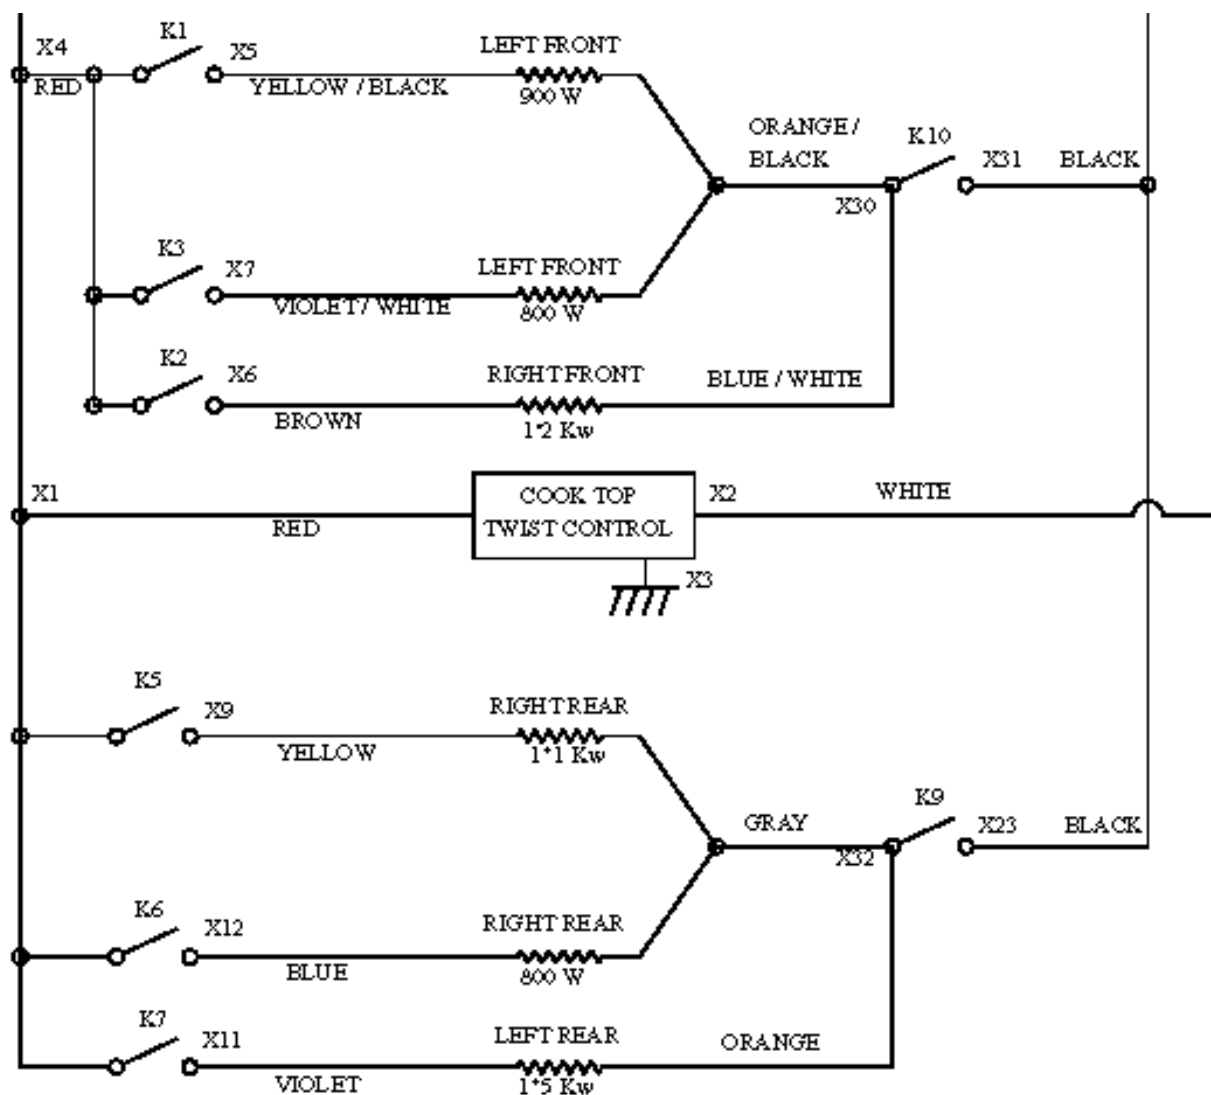 K1
X4
X5
LEFT FRONT
RED
YELLOW / BLACK
900 W
ORANGE /
BLACK
K10
X31
BLACK
X30
K3
X7
LEFT FRONT
VIOLET / WHITE
800 W
K2
X6
RIGHT FRONT
BLUE / WHITE
BROWN
1*2 Kw
X1
RED
COOK TOP
TWIST CONTROL
X2
WHITE
X3
K5
X9
RIGHT REAR
YELLOW
1*1 Kw
GRAY
K9
X23
BLACK
X32
K6
X12
RIGHT REAR
BLUE
800 W
K7
X11
LEFT REAR
ORANGE
VIOLET
1*5 Kw